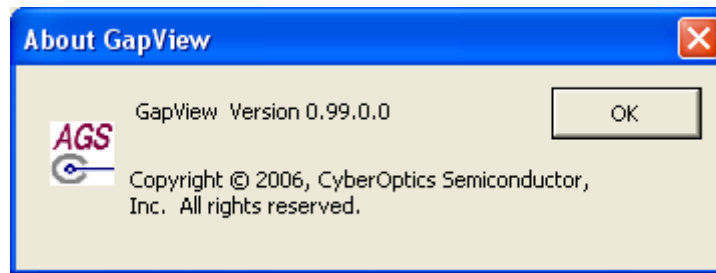 About GapView
GapView Version 0.99.0.0
OK
AGS
Copyright © 2006, CyberOptics Semiconductor,
Inc. All rights reserved.